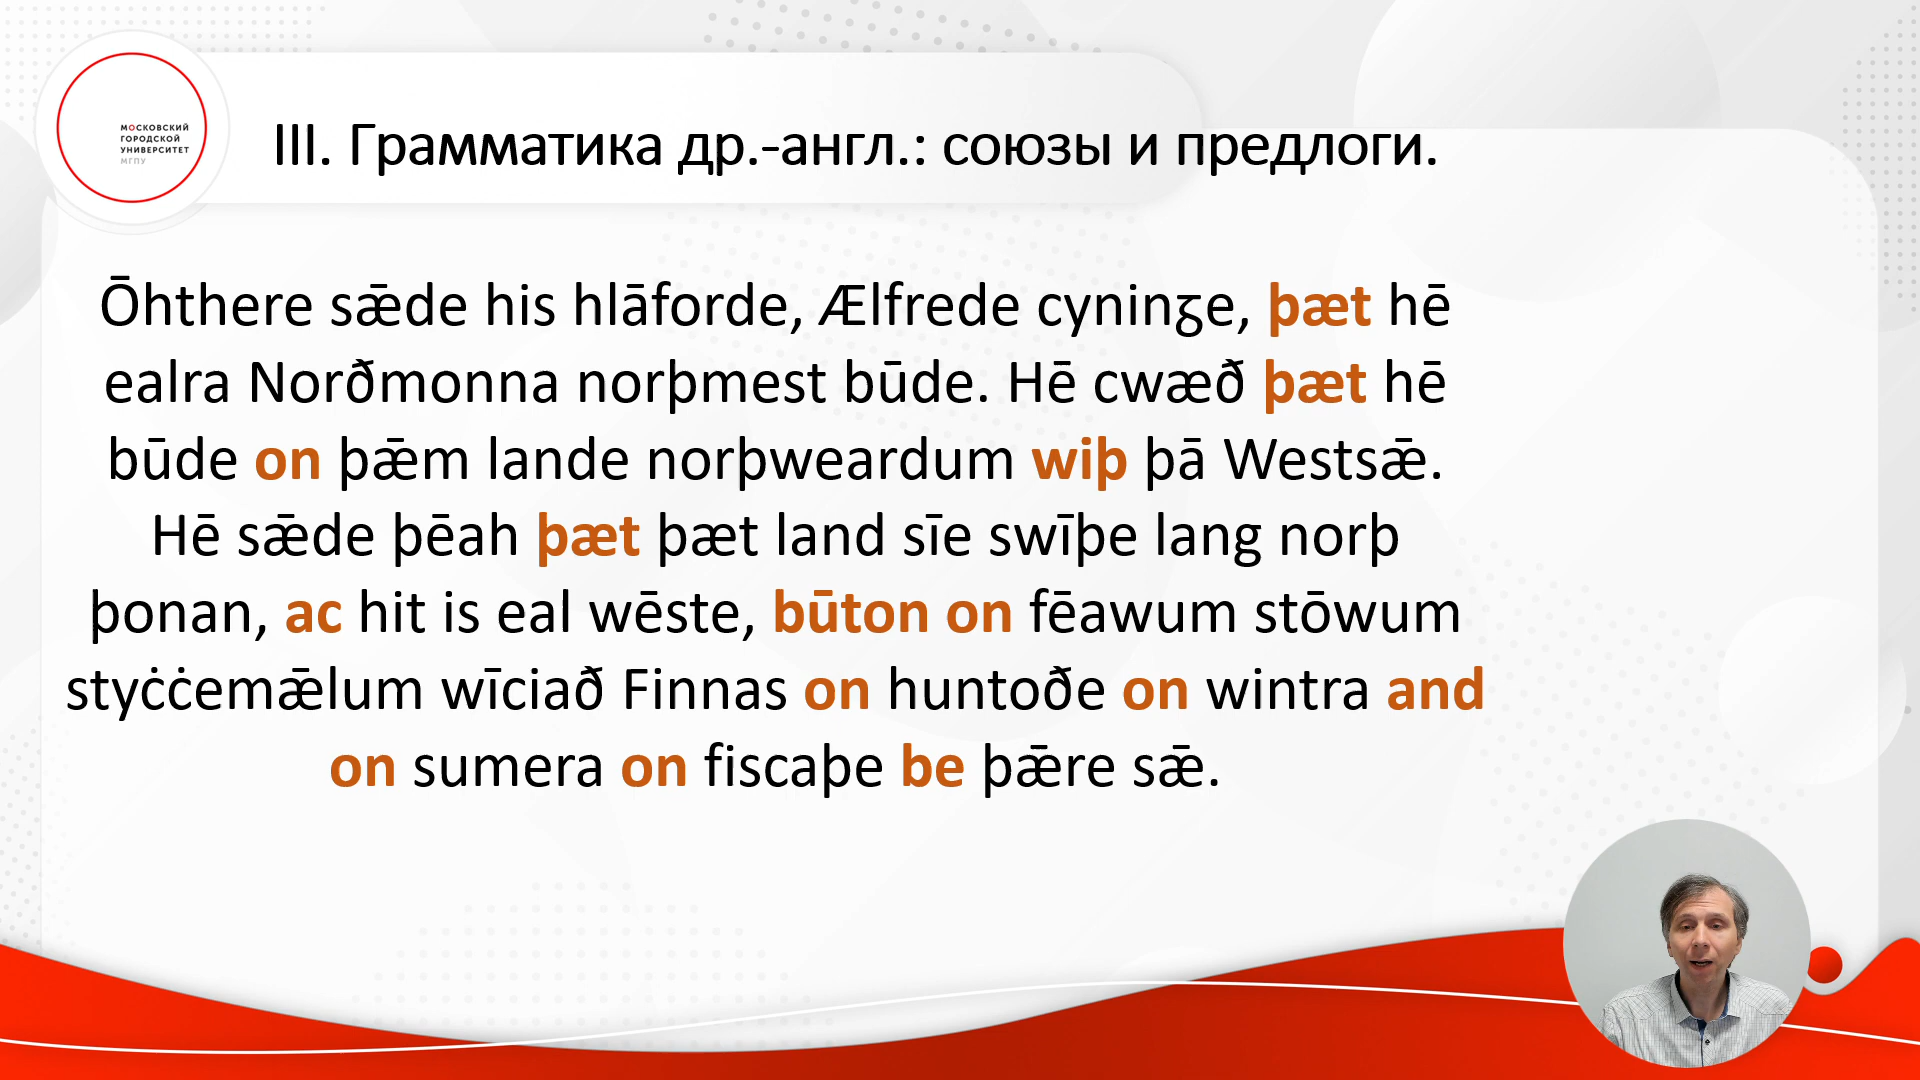 МОСКОВСКИЙ
ГОРОДСКОЙ
УНИВЕРСИТЕТ
МГПУ
III. Грамматика др.-англ.: союзы и предлоги.
Ōhthere sǣde his hlāforde, Ælfrede cyninᵹe, þæt hē
ealra Norðmonna norþmest būde. Hē cwæð þæt hē
būde on þǣm lande norþweardum wiþ þā Westsǣ.
Hē sǣde þēah þæt þæt land sīe swīþe lang norþ
þonan, ac hit is eal wēste, būton on fēawum stōwum
styċċemǣlum wīciað Finnas on huntoðe on wintra and
on sumera on fiscaþe be þǣre sǣ.